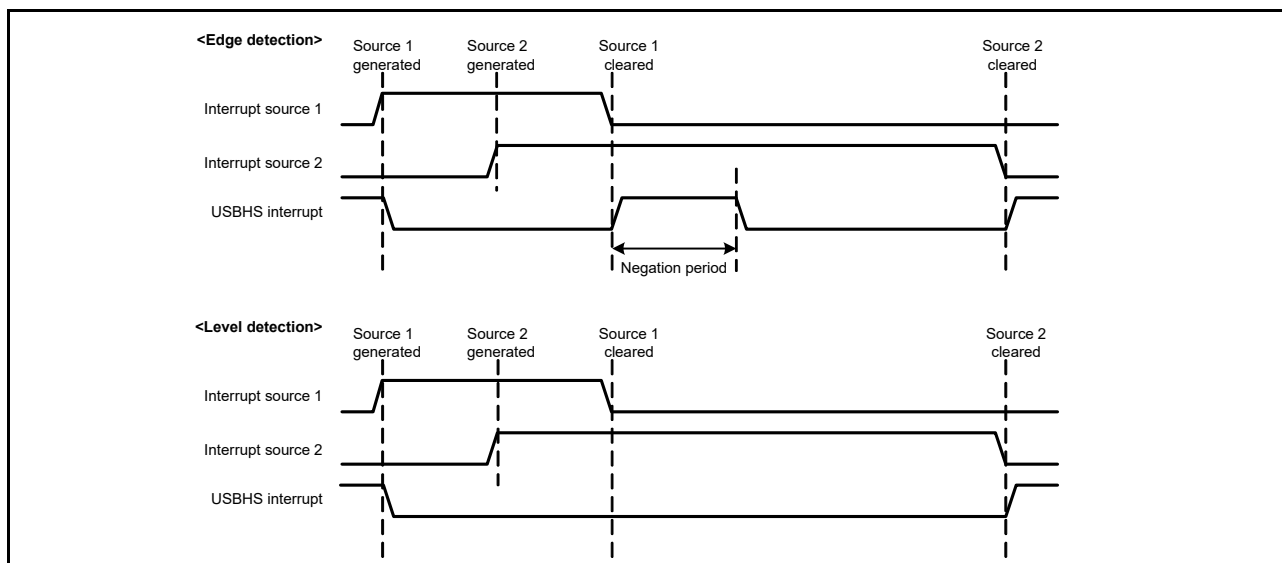 <Edge detection>
Source 1 generated
Source 2 generated
Source 1 cleared
Source 2 cleared
Interrupt source 1
Interrupt source 2
USBHS interrupt
Negation period
<Level detection>
Source 1 generated
Source 2 generated
Source 1 cleared
Source 2 cleared
Interrupt source 1
Interrupt source 2
USBHS interrupt